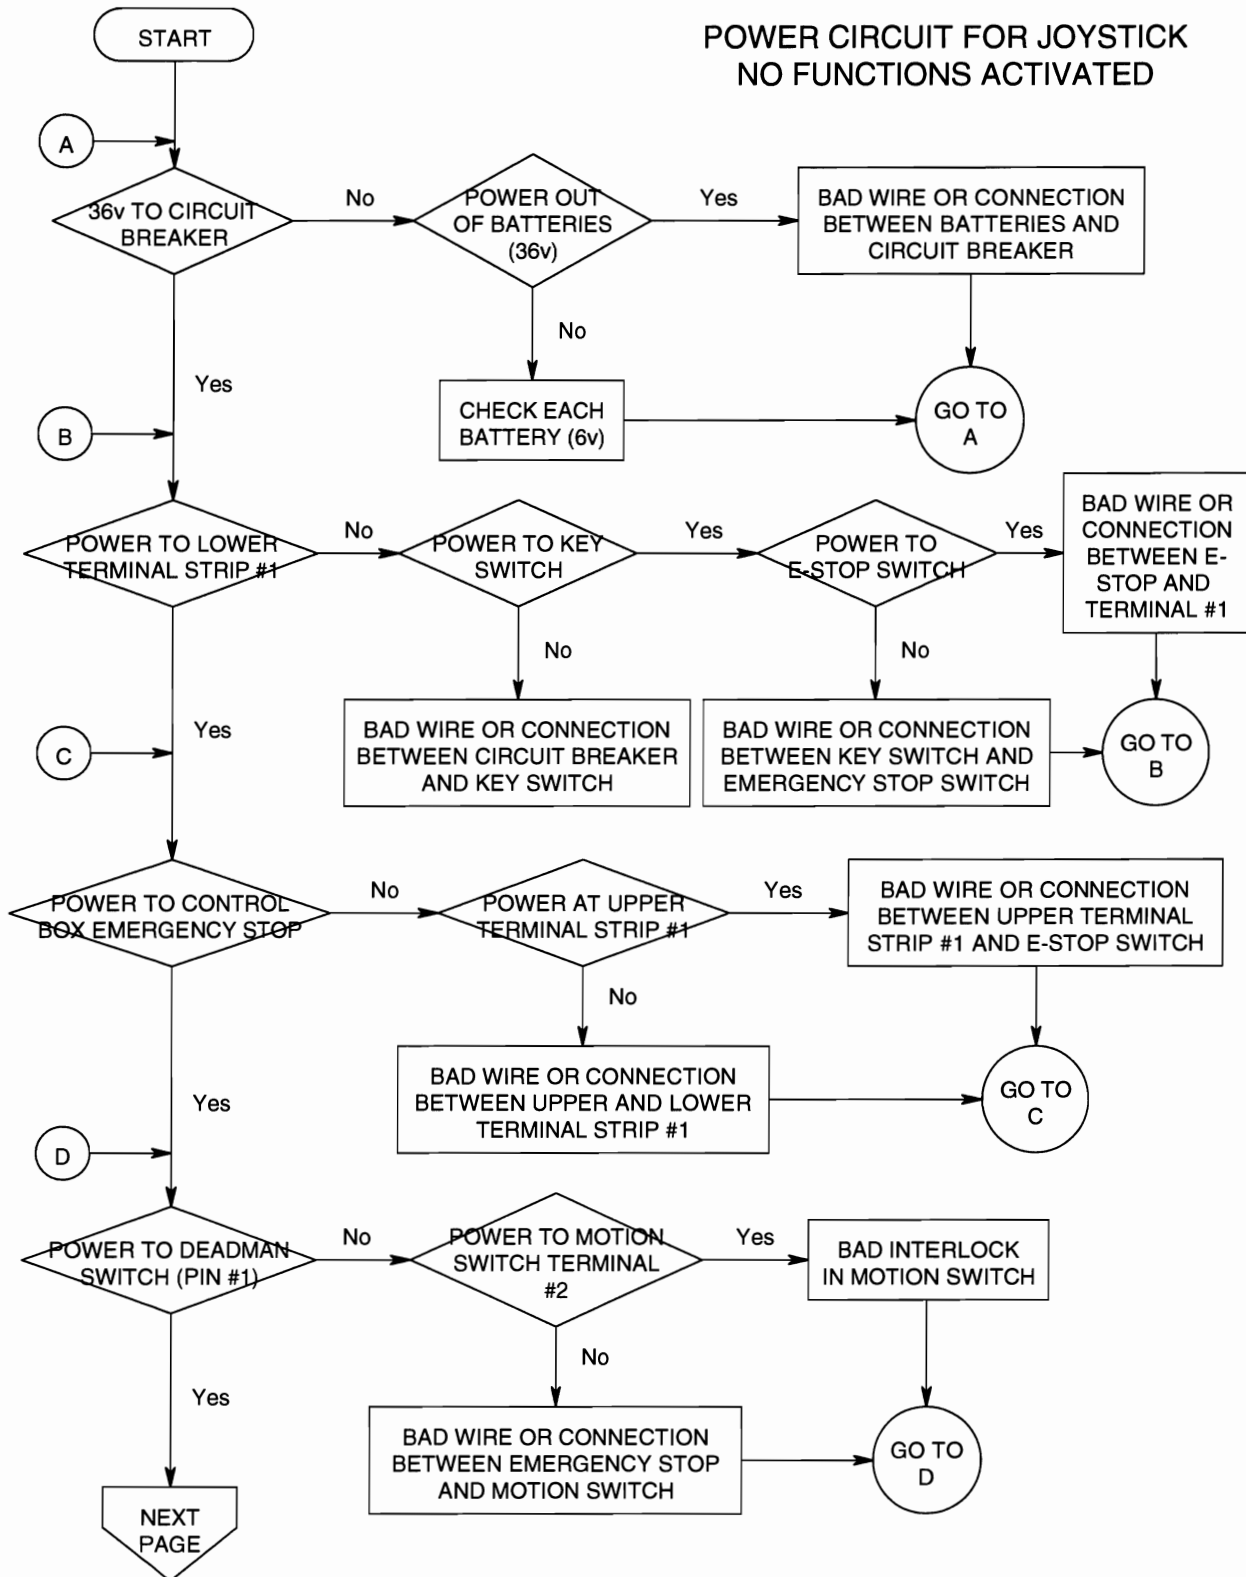 START
POWER CIRCUIT FOR JOYSTICK
NO FUNCTIONS ACTIVATED
A
36v TO CIRCUIT
BREAKER
No
POWER OUT
OF BATTERIES
(36v)
Yes
BAD WIRE OR CONNECTION
BETWEEN BATTERIES AND
CIRCUIT BREAKER
No
Yes
CHECK EACH
BATTERY (6v)
GO TO
A
B
POWER TO LOWER
TERMINAL STRIP #1
No
POWER TO KEY
SWITCH
Yes
POWER TO
E-STOP SWITCH
Yes
BAD WIRE OR
CONNECTION
BETWEEN E-
STOP AND
TERMINAL #1
No
No
Yes
C
BAD WIRE OR CONNECTION
BETWEEN CIRCUIT BREAKER
AND KEY SWITCH
BAD WIRE OR CONNECTION
BETWEEN KEY SWITCH AND
EMERGENCY STOP SWITCH
GO TO
B
POWER TO CONTROL
BOX EMERGENCY STOP
No
POWER AT UPPER
TERMINAL STRIP #1
Yes
BAD WIRE OR CONNECTION
BETWEEN UPPER TERMINAL
STRIP #1 AND E-STOP SWITCH
No
Yes
BAD WIRE OR CONNECTION
BETWEEN UPPER AND LOWER
TERMINAL STRIP #1
GO TO
C
D
POWER TO DEADMAN
SWITCH (PIN #1)
No
POWER TO MOTION
SWITCH TERMINAL
#2
Yes
BAD INTERLOCK
IN MOTION SWITCH
No
Yes
BAD WIRE OR CONNECTION
BETWEEN EMERGENCY STOP
AND MOTION SWITCH
GO TO
D
NEXT
PAGE